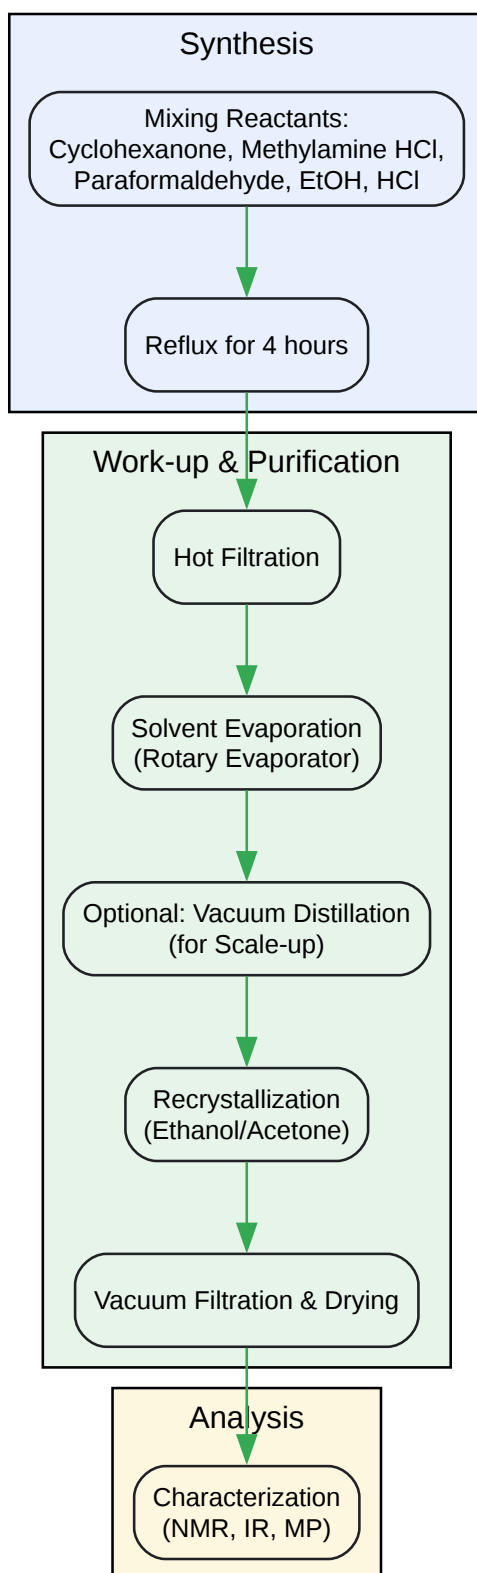 Synthesis
Mixing Reactants:
Cyclohexanone, Methylamine HCl,
Paraformaldehyde, EtOH, HCl
Reflux for 4 hours
Work-up & Purification
Hot Filtration
Solvent Evaporation
(Rotary Evaporator)
Optional: Vacuum Distillation
(for Scale-up)
Recrystallization
(Ethanol/Acetone)
Vacuum Filtration & Drying
Analysis
Characterization
(NMR, IR, MP)